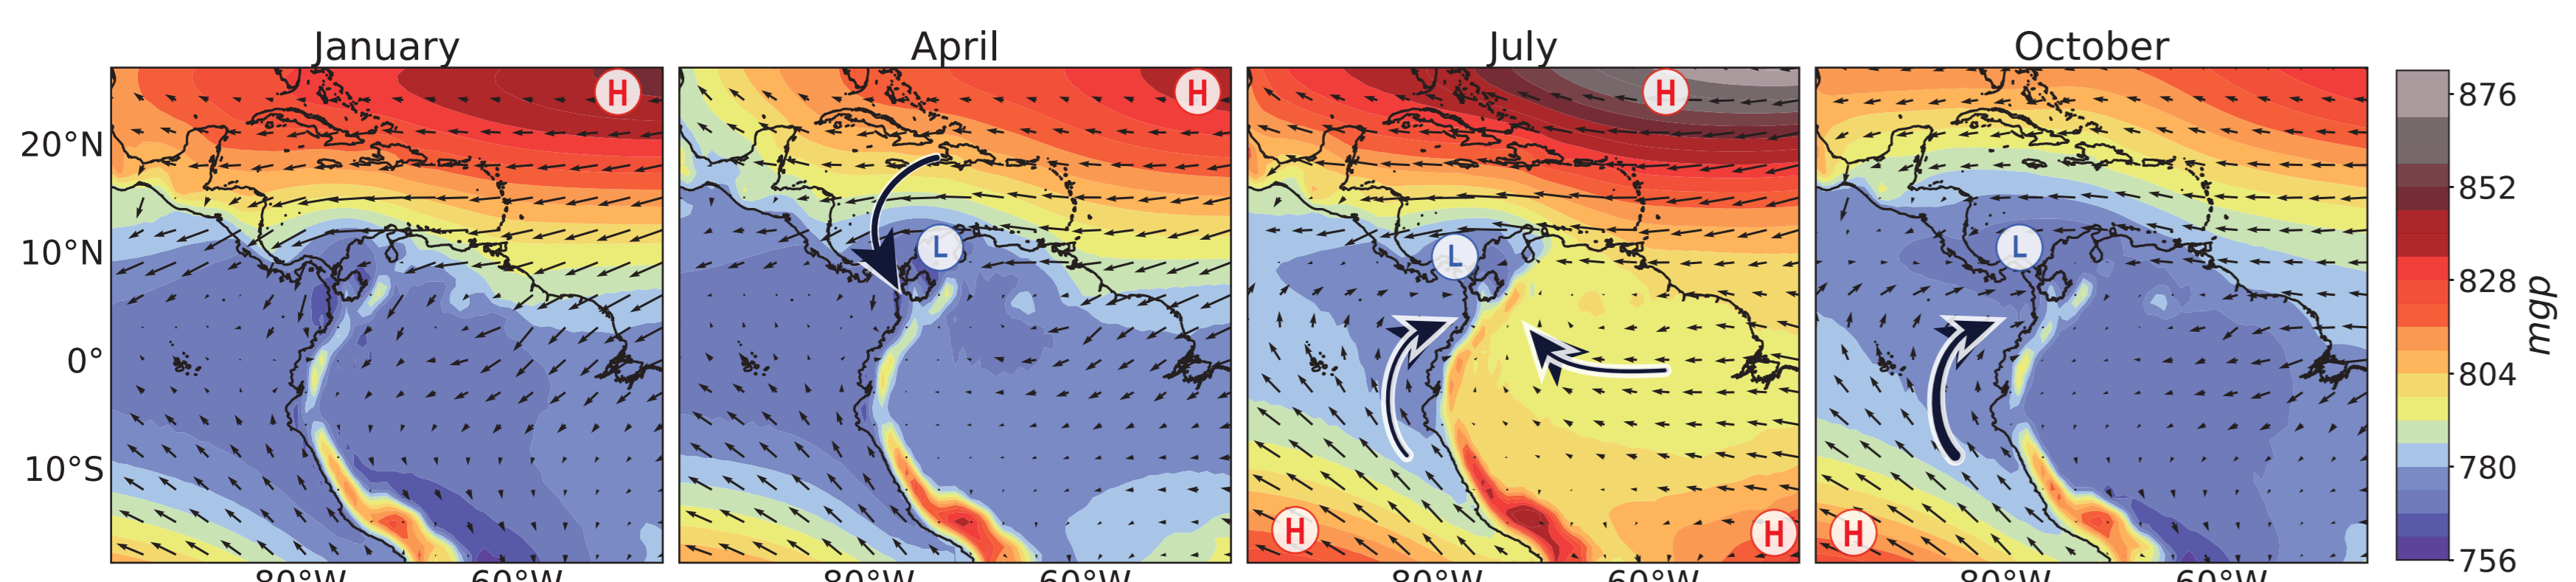 January April July October
H H H
20°N
10°N
L L L
0°
10°S
H H H
80°W 60°W 80°W 60°W 80°W 60°W 80°W 60°W
876
852
828
804
780
756
mgp